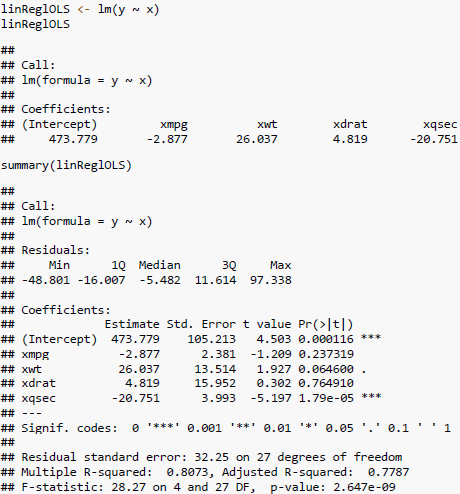 linReglOLS <- lm(y ~ x)
linReglOLS
##
## Call:
## lm(formula = y ~ x)
##
## Coefficients:
## (Intercept)         xmpg          xwt        xdrat        xqsec
##     473.779       -2.877       26.037        4.819      -20.751
summary(linReglOLS)
##
## Call:
## lm(formula = y ~ x)
##
## Residuals:
##     Min      1Q  Median      3Q     Max
## -48.801 -16.007  -5.482  11.614  97.338
##
## Coefficients:
##             Estimate Std. Error t value Pr(>|t|)
## (Intercept)  473.779    105.213   4.503 0.000116 ***
## xmpg          -2.877      2.381  -1.209 0.237319
## xwt           26.037     13.514   1.927 0.064600 .
## xdrat          4.819     15.952   0.302 0.764910
## xqsec        -20.751      3.993  -5.197 1.79e-05 ***
## ---
## Signif. codes:  0 '***' 0.001 '**' 0.01 '*' 0.05 '.' 0.1 ' ' 1
##
## Residual standard error: 32.25 on 27 degrees of freedom
## Multiple R-squared:  0.8073, Adjusted R-squared:  0.7787
## F-statistic: 28.27 on 4 and 27 DF,  p-value: 2.647e-09